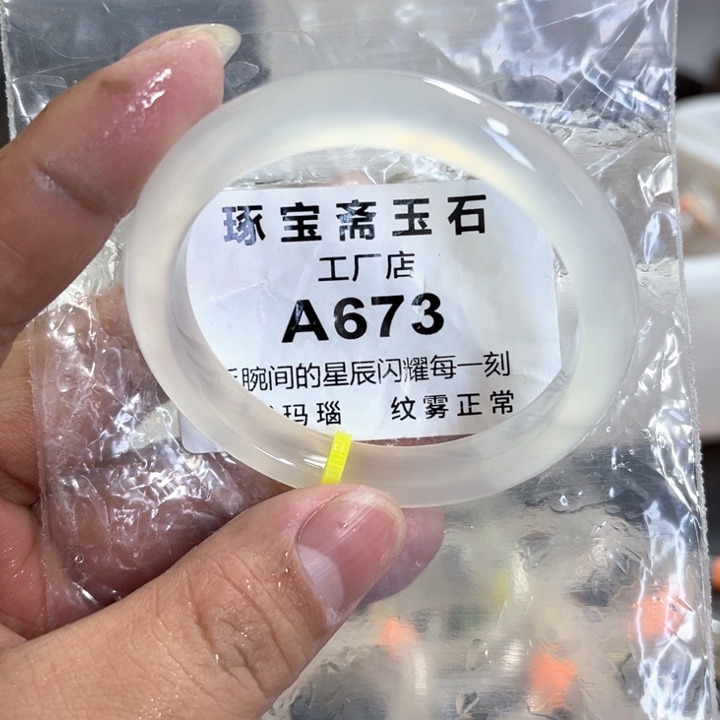 琢宝斋玉石
工厂店
A673
腕间的星辰闪耀每一刻
玛瑙 纹雾正常